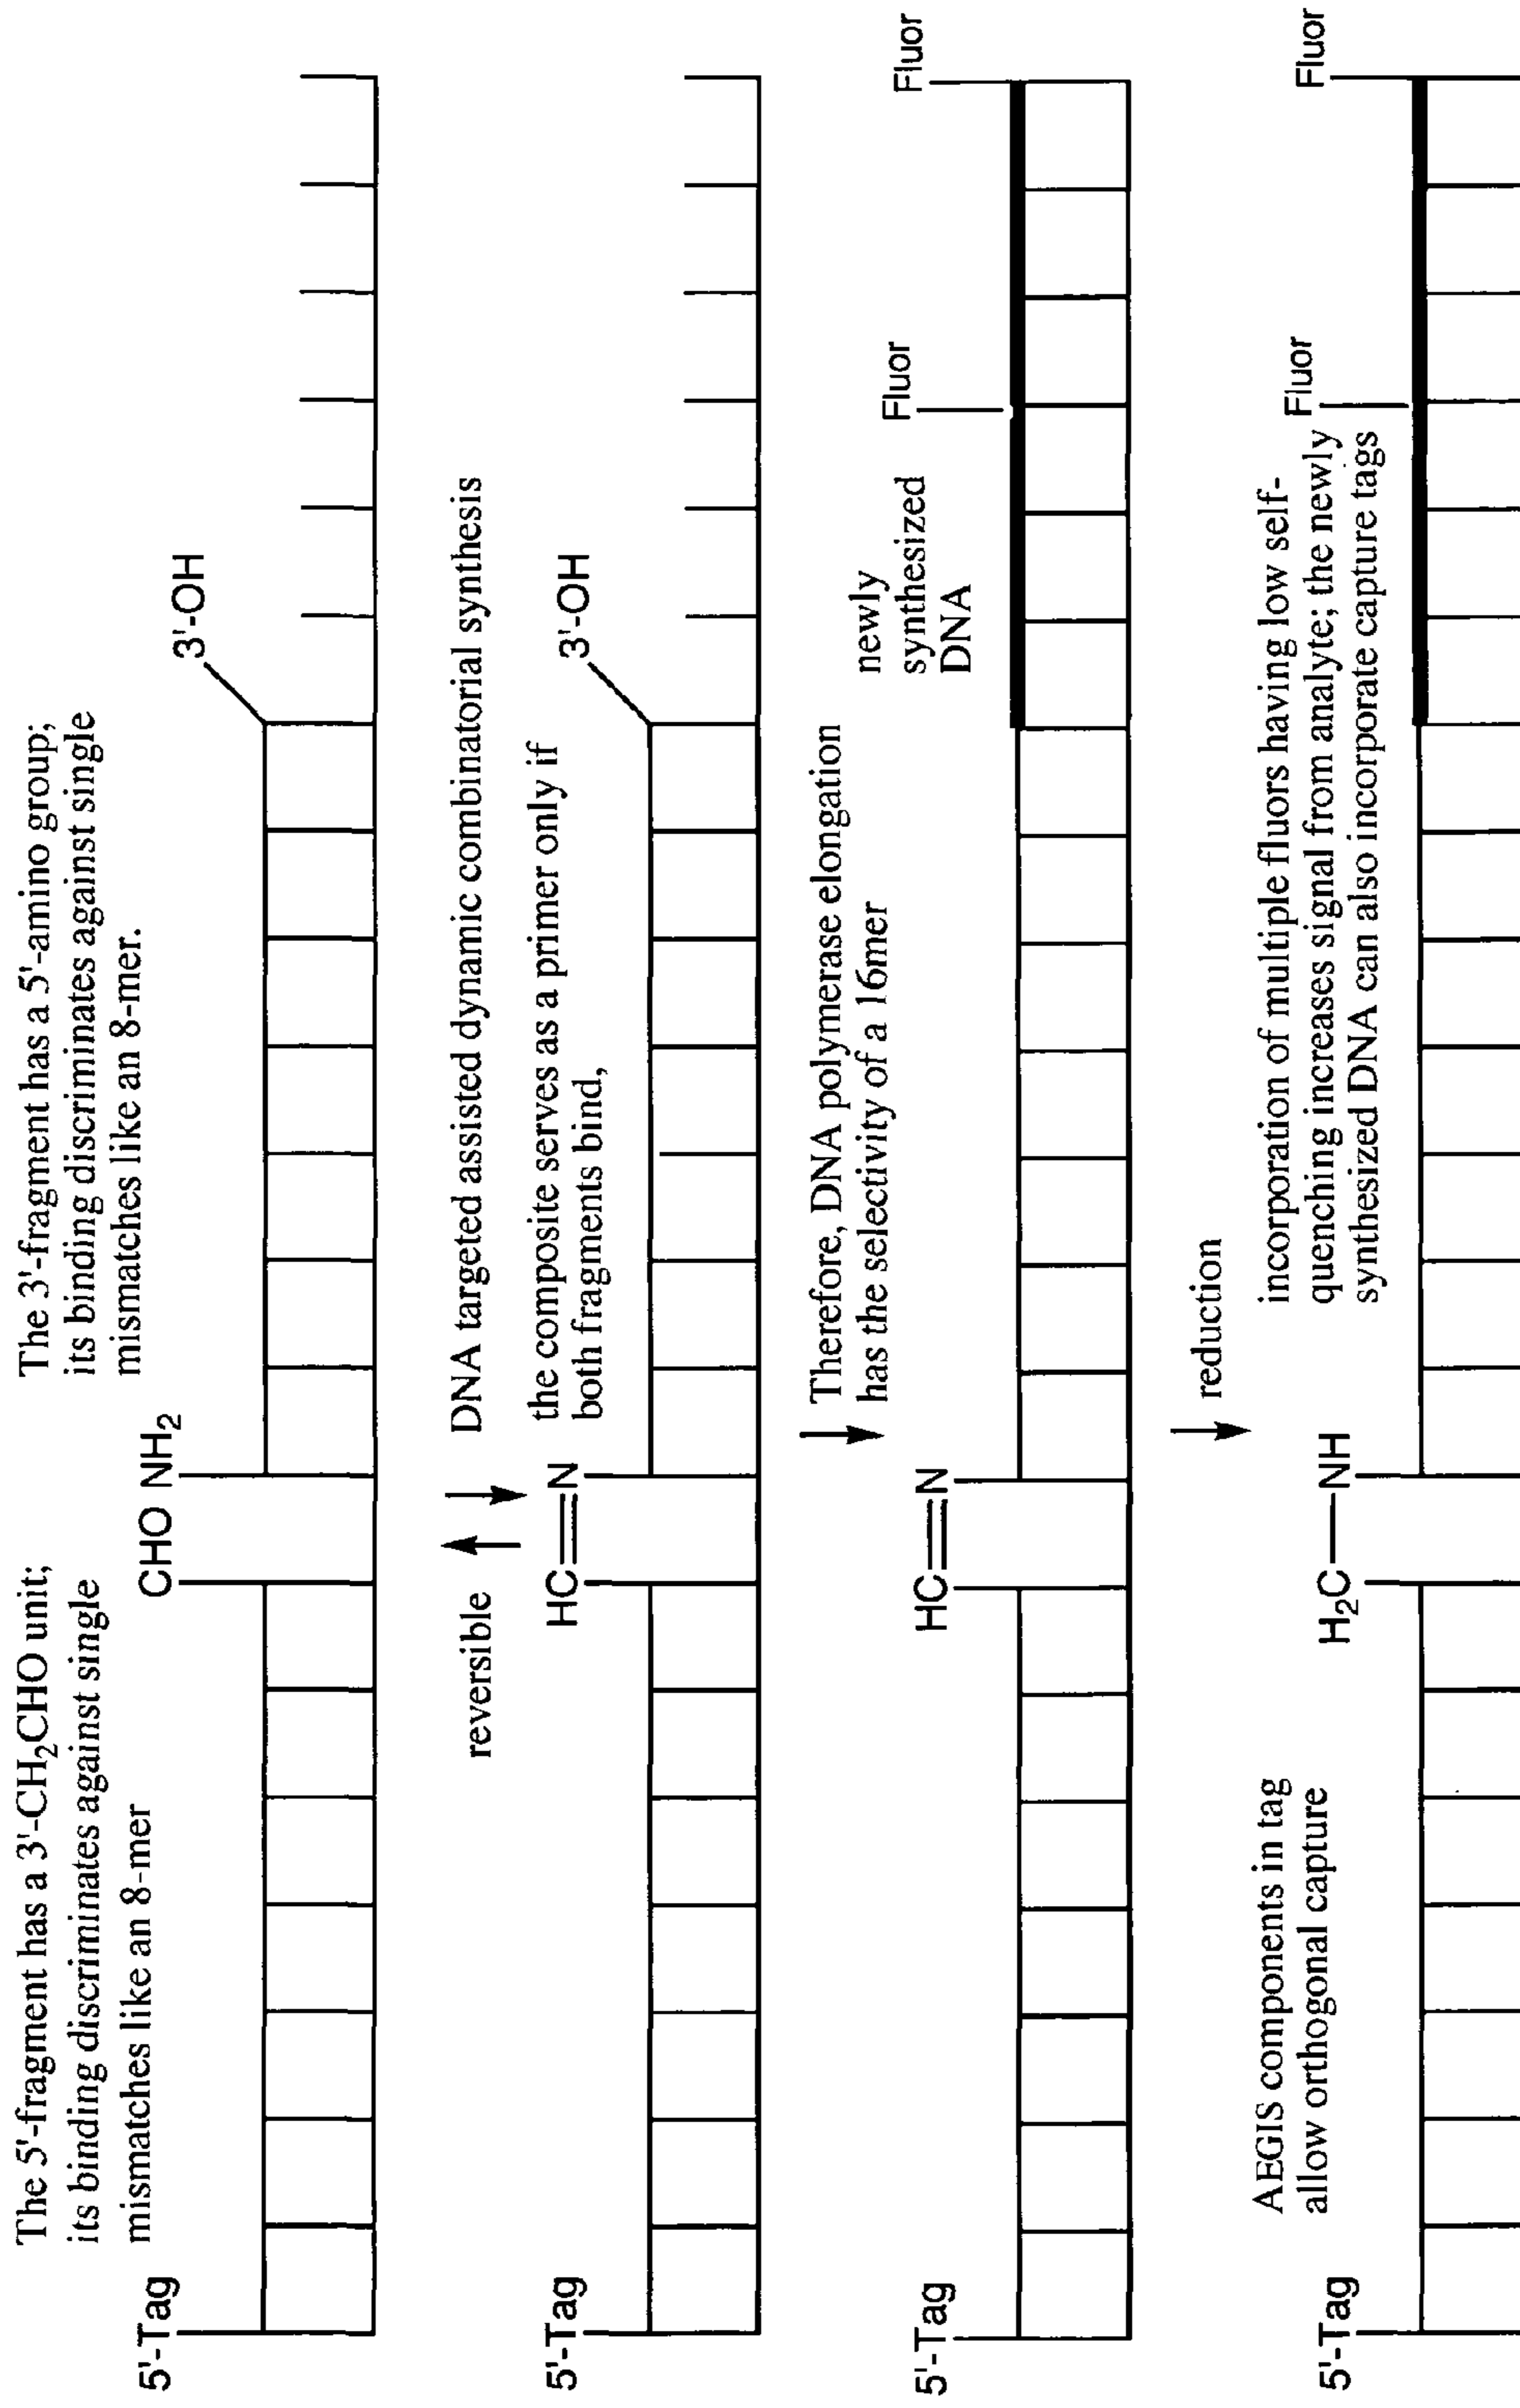 The 5'-fragment has a 3'-CH2CHO unit;
its binding discriminates against single
mismatches like an 8-mer
The 3'-fragment has a 5'-amino group;
its binding discriminates against single
mismatches like an 8-mer.
5'-Tag
CHO NH2
3'-OH
reversible
DNA targeted assisted dynamic combinatorial synthesis
the composite serves as a primer only if
both fragments bind,
5'-Tag
HC=N
3'-OH
Therefore, DNA polymerase elongation
has the selectivity of a 16mer
newly
synthesized
DNA
5'-Tag
HC=N
Fluor
Fluor
reduction
AEGIS components in tag
allow orthogonal capture
incorporation of multiple fluors having low self-
quenching increases signal from analyte; the newly
synthesized DNA can also incorporate capture tags
5'-Tag
H2C—NH
Fluor
Fluor